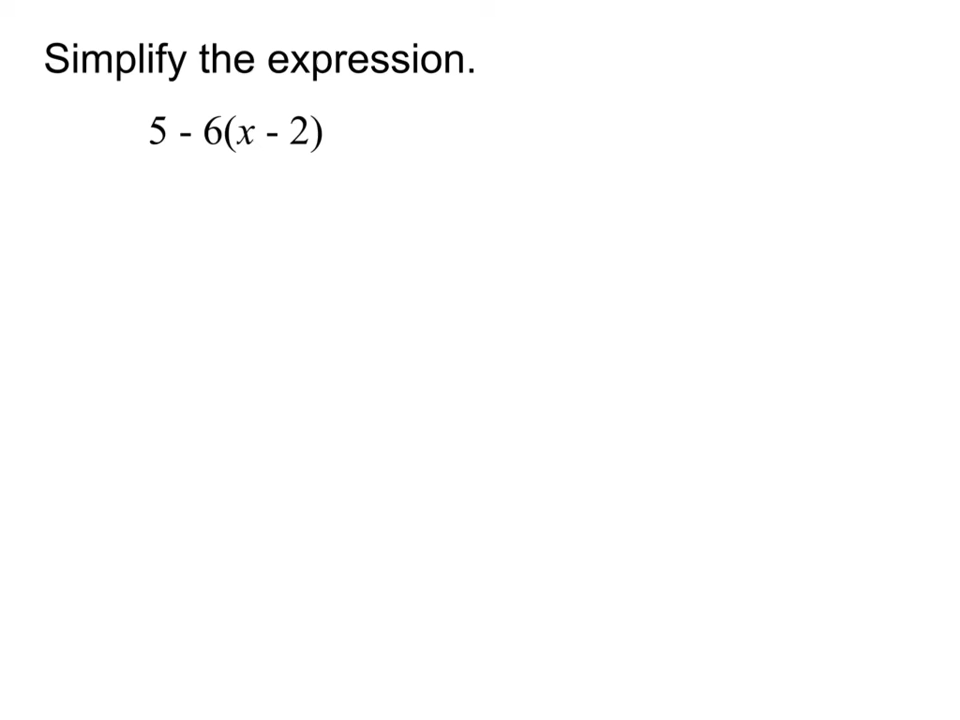 Simplify the expression.
5 - 6(x - 2)